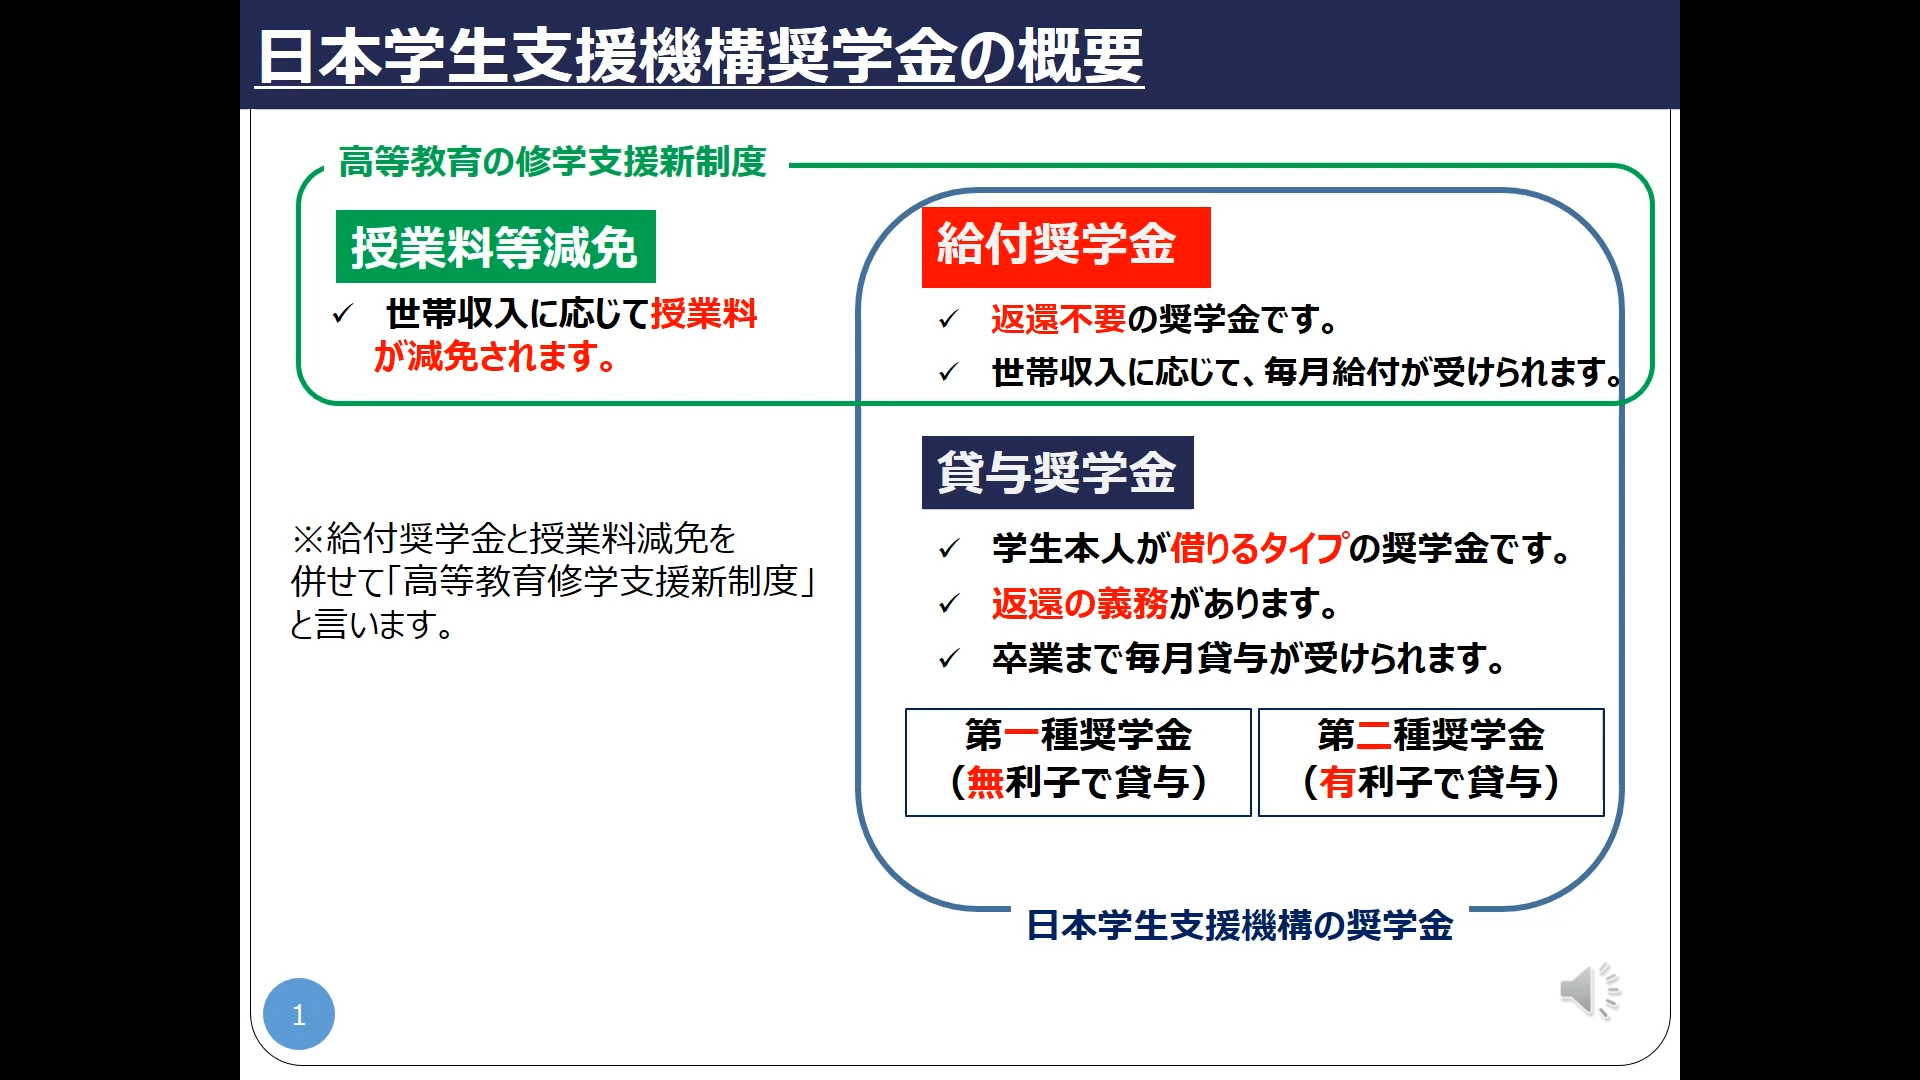 日本学生支援機構奨学金の概要
高等教育の修学支援新制度
授業料等減免
✓ 世帯収入に応じて授業料
が減免されます。
給付奨学金
✓ 返還不要の奨学金です。
✓ 世帯収入に応じて、毎月給付が受けられます。
貸与奨学金
✓ 学生本人が借りるタイプの奨学金です。
✓ 返還の義務があります。
✓ 卒業まで毎月貸与が受けられます。
※給付奨学金と授業料減免を
併せて「高等教育修学支援新制度」
と言います。
第一種奨学金
（無利子で貸与）
第二種奨学金
（有利子で貸与）
日本学生支援機構の奨学金
1